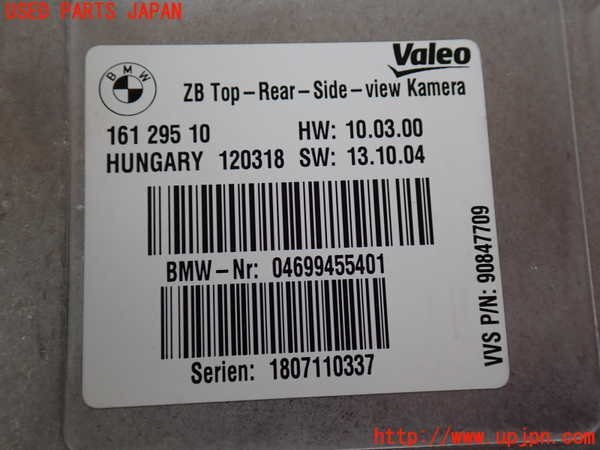 USED PARTS JAPAN
BMW
Valeo
ZB Top-Rear-Side-view Kamera
161 295 10 HW: 10.03.00
HUNGARY 120318 SW: 13.10.04
BMW-Nr: 04699455401
Serien: 1807110337
VVS P/N: 90847709
www.upjpn.com